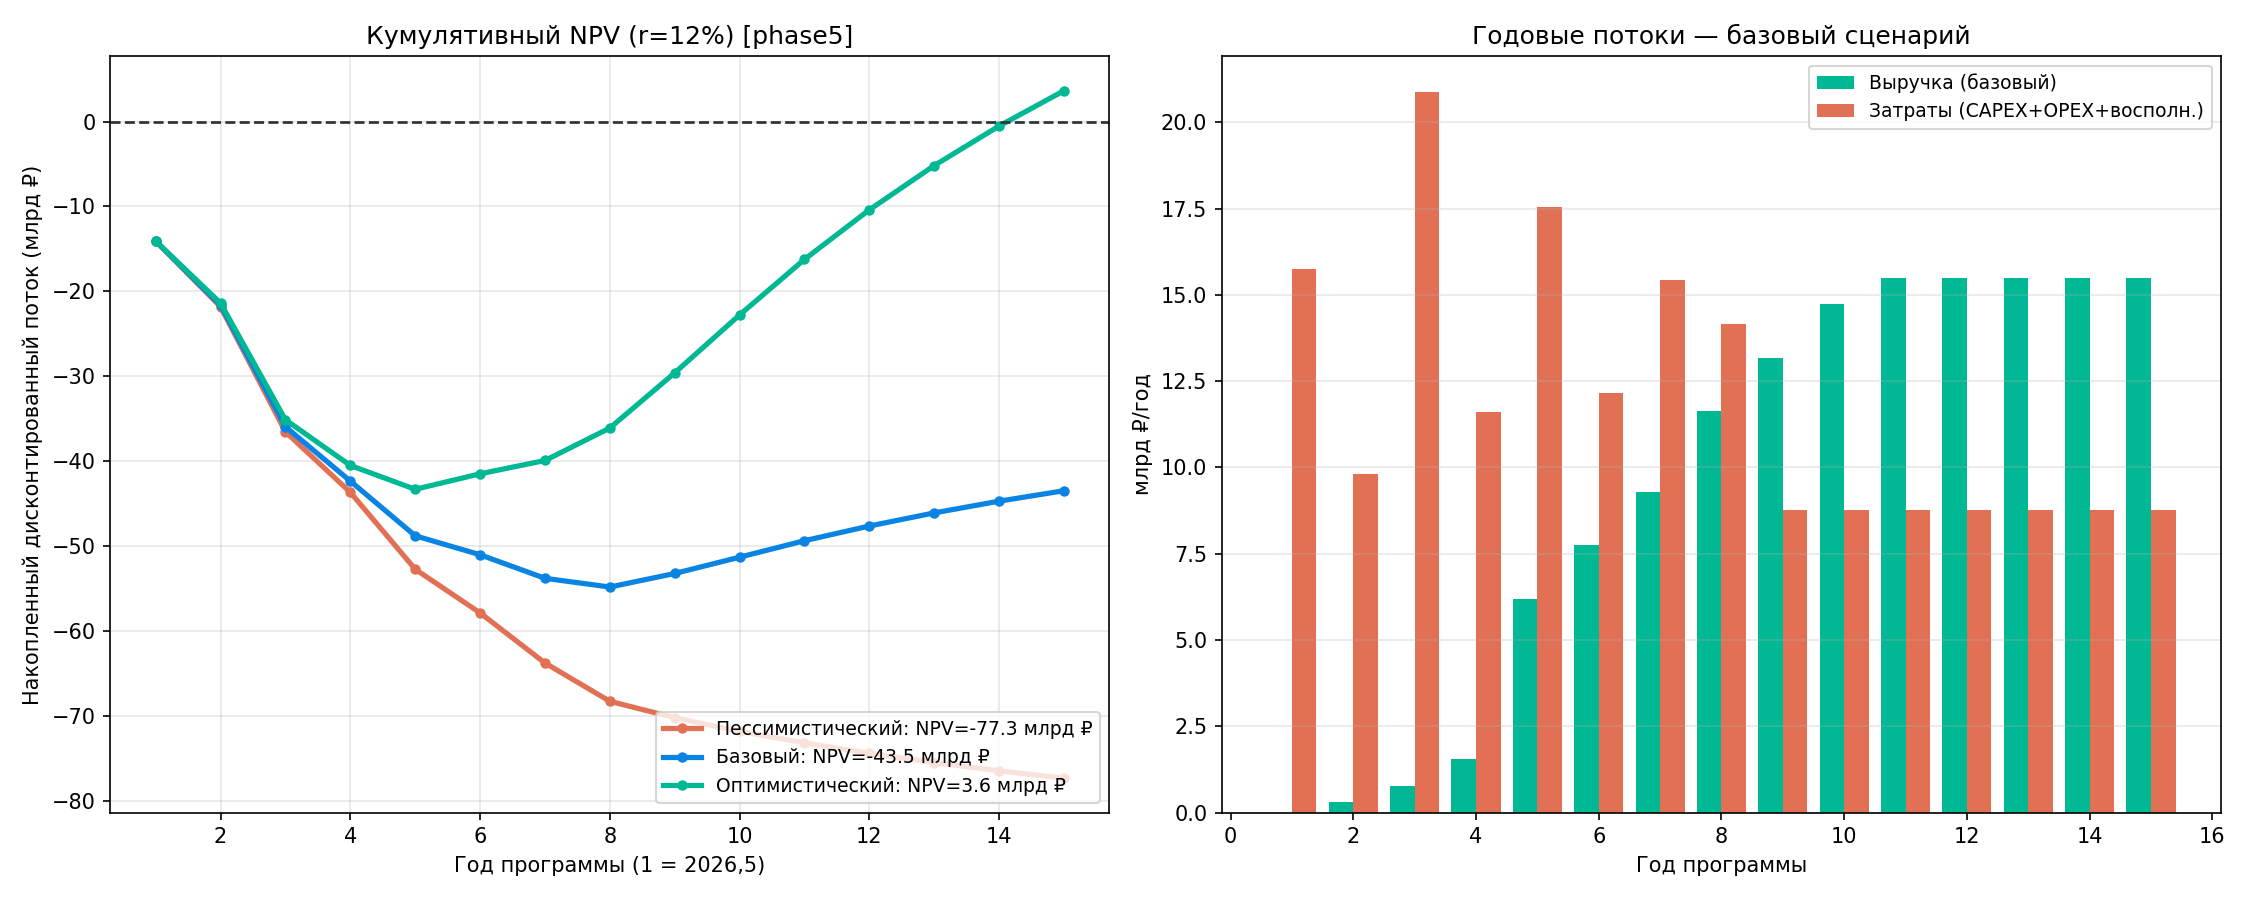 Кумулятивный NPV (r=12%) [phase5]
Накопленный дисконтированный поток (млрд ₽)
0
−10
−20
−30
−40
−50
−60
−70
−80
Пессимистический: NPV=-77.3 млрд ₽
Базовый: NPV=-43.5 млрд ₽
Оптимистический: NPV=3.6 млрд ₽
2 4 6 8 10 12 14
Год программы (1 = 2026,5)
Годовые потоки — базовый сценарий
Выручка (базовый)
Затраты (CAPEX+OPEX+восполн.)
млрд ₽/год
20.0
17.5
15.0
12.5
10.0
7.5
5.0
2.5
0.0
0 2 4 6 8 10 12 14 16
Год программы